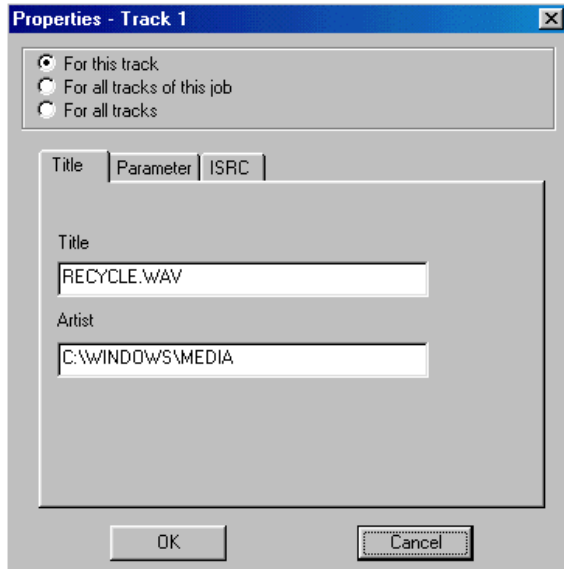 Properties - Track 1
For this track
For all tracks of this job
For all tracks
Title Parameter ISRC
Title
RECYCLE.WAV
Artist
C:\WINDOWS\MEDIA
OK Cancel